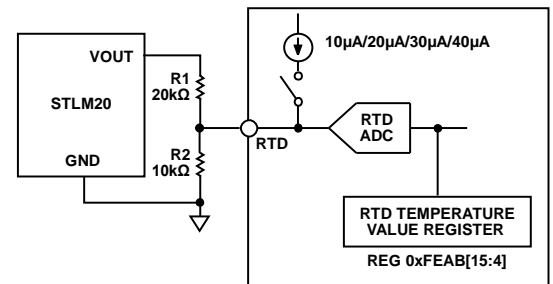 VOUT
STLM20
GND
R1
20kΩ
R2
10kΩ
RTD
10µA/20µA/30µA/40µA
RTD
ADC
RTD TEMPERATURE
VALUE REGISTER
REG 0xFEAB[15:4]